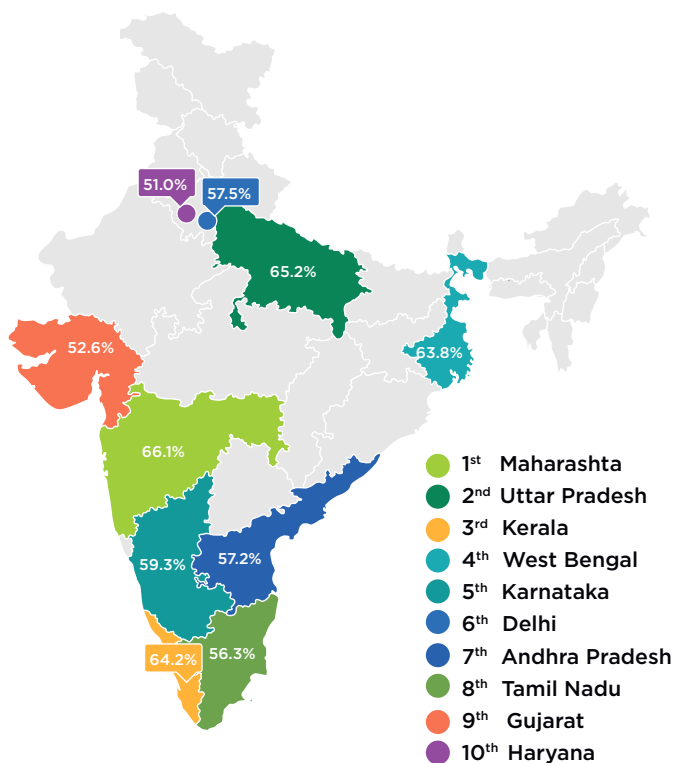 51.0%
57.5%
65.2%
52.6%
63.8%
66.1%
59.3%
57.2%
64.2%
56.3%
1st Maharashta
2nd Uttar Pradesh
3rd Kerala
4th West Bengal
5th Karnataka
6th Delhi
7th Andhra Pradesh
8th Tamil Nadu
9th Gujarat
10th Haryana